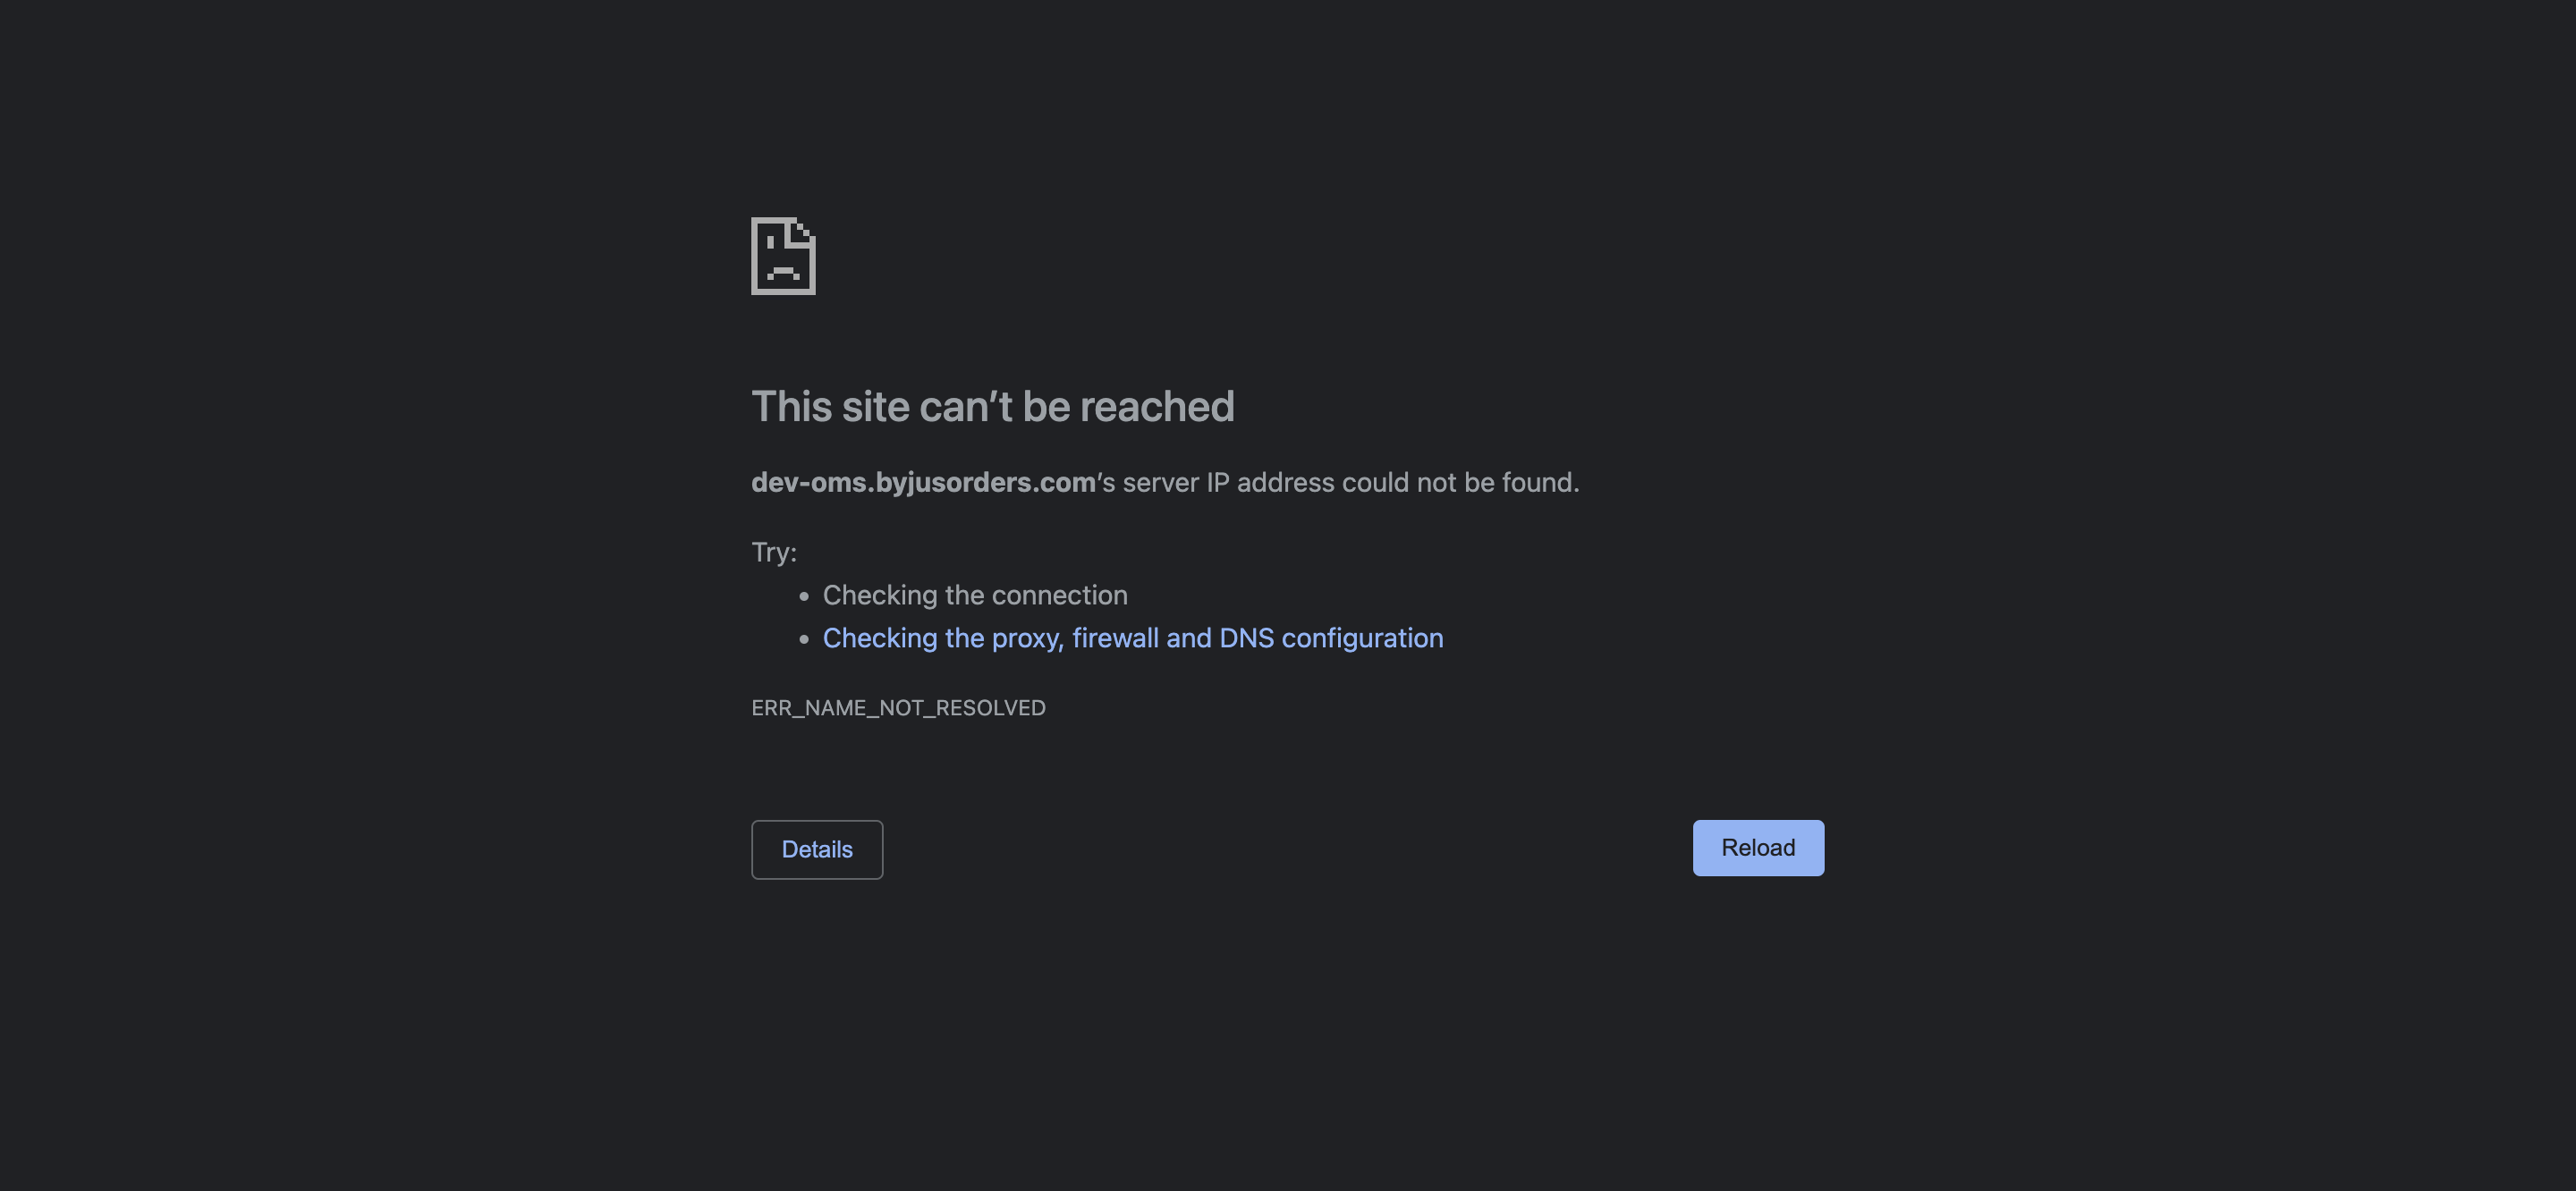 This site can’t be reached
dev-oms.byjusorders.com’s server IP address could not be found.
Try:
• Checking the connection
• Checking the proxy, firewall and DNS configuration
ERR_NAME_NOT_RESOLVED
Details
Reload